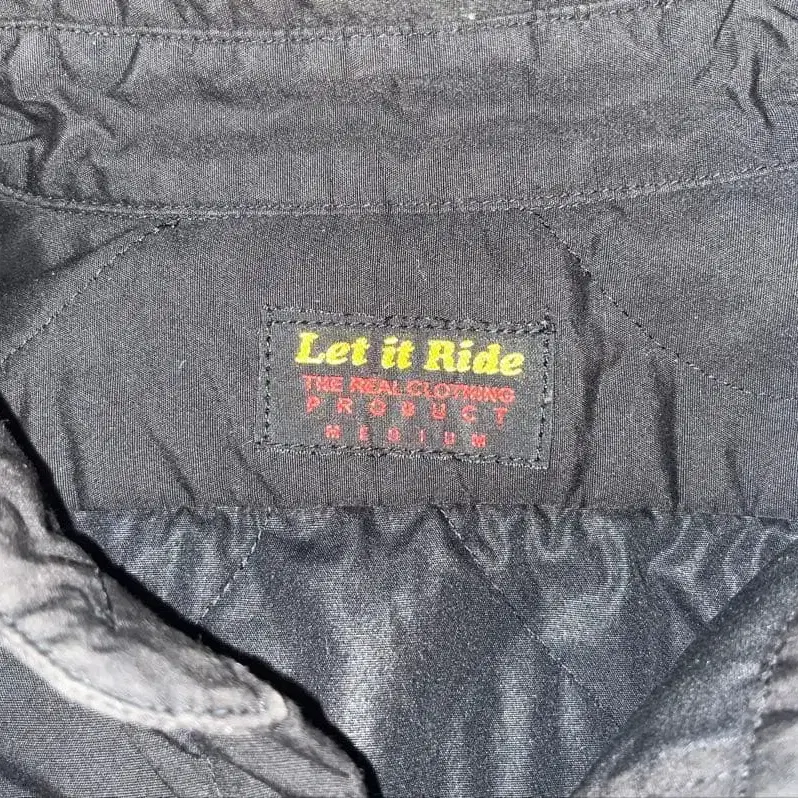 Let it Ride
THE REAL CLOTHING
PRODUCT
MEDIUM